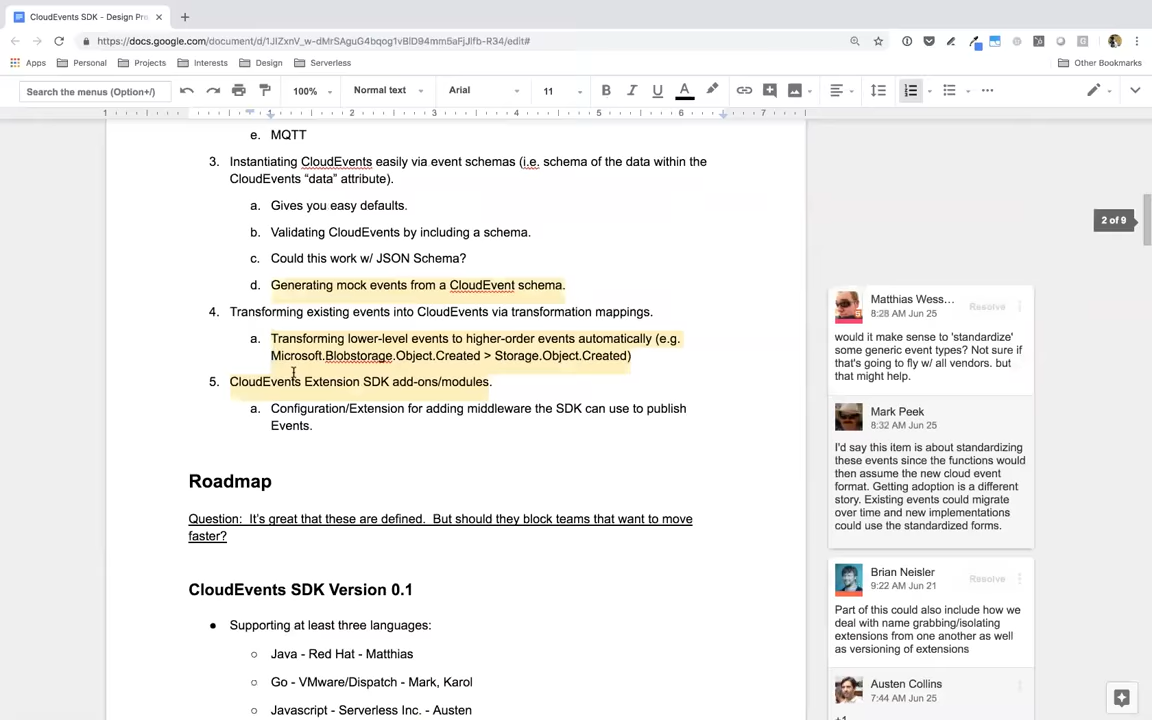 CloudEvents SDK - Design Pro
https://docs.google.com/document/d/1JIZxnV_w-dMrSAguG4bqog1vBlD94mm5aFjJlfb-R34/edit#
Apps Personal Projects Interests Design Serverless Other Bookmarks
Search the menus (Option+/) 100% Normal text Arial 11
1 1 2 3 4 5 6 7
e. MQTT
3. Instantiating CloudEvents easily via event schemas (i.e. schema of the data within the
CloudEvents “data” attribute).
a. Gives you easy defaults.
b. Validating CloudEvents by including a schema.
c. Could this work w/ JSON Schema?
d. Generating mock events from a CloudEvent schema.
4. Transforming existing events into CloudEvents via transformation mappings.
a. Transforming lower-level events to higher-order events automatically (e.g.
Microsoft.Blobstorage.Object.Created > Storage.Object.Created)
5. CloudEvents Extension SDK add-ons/modules.
a. Configuration/Extension for adding middleware the SDK can use to publish
Events.
Roadmap
Question: It’s great that these are defined. But should they block teams that want to move
faster?
CloudEvents SDK Version 0.1
● Supporting at least three languages:
○ Java - Red Hat - Matthias
○ Go - VMware/Dispatch - Mark, Karol
○ Javascript - Serverless Inc. - Austen
2 of 9
Matthias Wess...
8:28 AM Jun 25
Resolve
would it make sense to 'standardize'
some generic event types? Not sure if
that's going to fly w/ all vendors. but
that might help.
Mark Peek
8:32 AM Jun 25
I'd say this item is about standardizing
these events since the functions would
then assume the new cloud event
format. Getting adoption is a different
story. Existing events could migrate
over time and new implementations
could use the standardized forms.
Brian Neisler
9:22 AM Jun 21
Resolve
Part of this could also include how we
deal with name grabbing/isolating
extensions from one another as well
as versioning of extensions
Austen Collins
7:44 AM Jun 25
+1